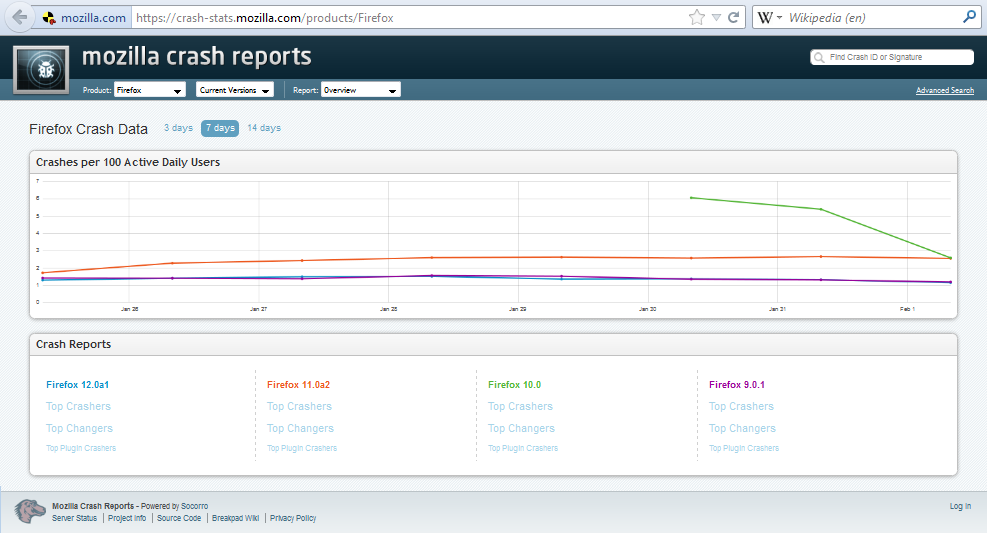 mozilla.com https://crash-stats.mozilla.com/products/Firefox W Wikipedia (en)
mozilla crash reports
Find Crash ID or Signature
Product: Firefox Current Versions Report: Overview Advanced Search
Firefox Crash Data 3 days 7 days 14 days
Crashes per 100 Active Daily Users
7
6
5
4
3
2
1
0
Jan 26 Jan 27 Jan 28 Jan 29 Jan 30 Jan 31 Feb 1
Crash Reports
Firefox 12.0a1 Firefox 11.0a2 Firefox 10.0 Firefox 9.0.1
Top Crashers Top Crashers Top Crashers Top Crashers
Top Changers Top Changers Top Changers Top Changers
Top Plugin Crashers Top Plugin Crashers Top Plugin Crashers Top Plugin Crashers
Mozilla Crash Reports - Powered by Socorro Log In
Server Status Project Info Source Code Breakpad Wiki Privacy Policy